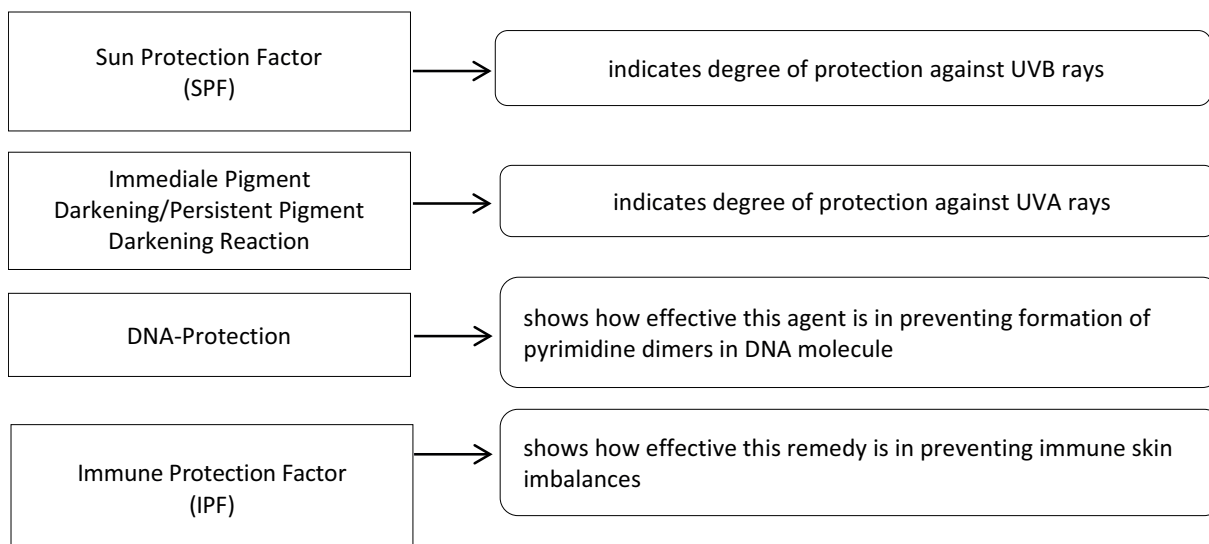 Sun Protection Factor
(SPF)
indicates degree of protection against UVB rays
Immediale Pigment
Darkening/Persistent Pigment
Darkening Reaction
indicates degree of protection against UVA rays
DNA-Protection
shows how effective this agent is in preventing formation of
pyrimidine dimers in DNA molecule
Immune Protection Factor
(IPF)
shows how effective this remedy is in preventing immune skin
imbalances